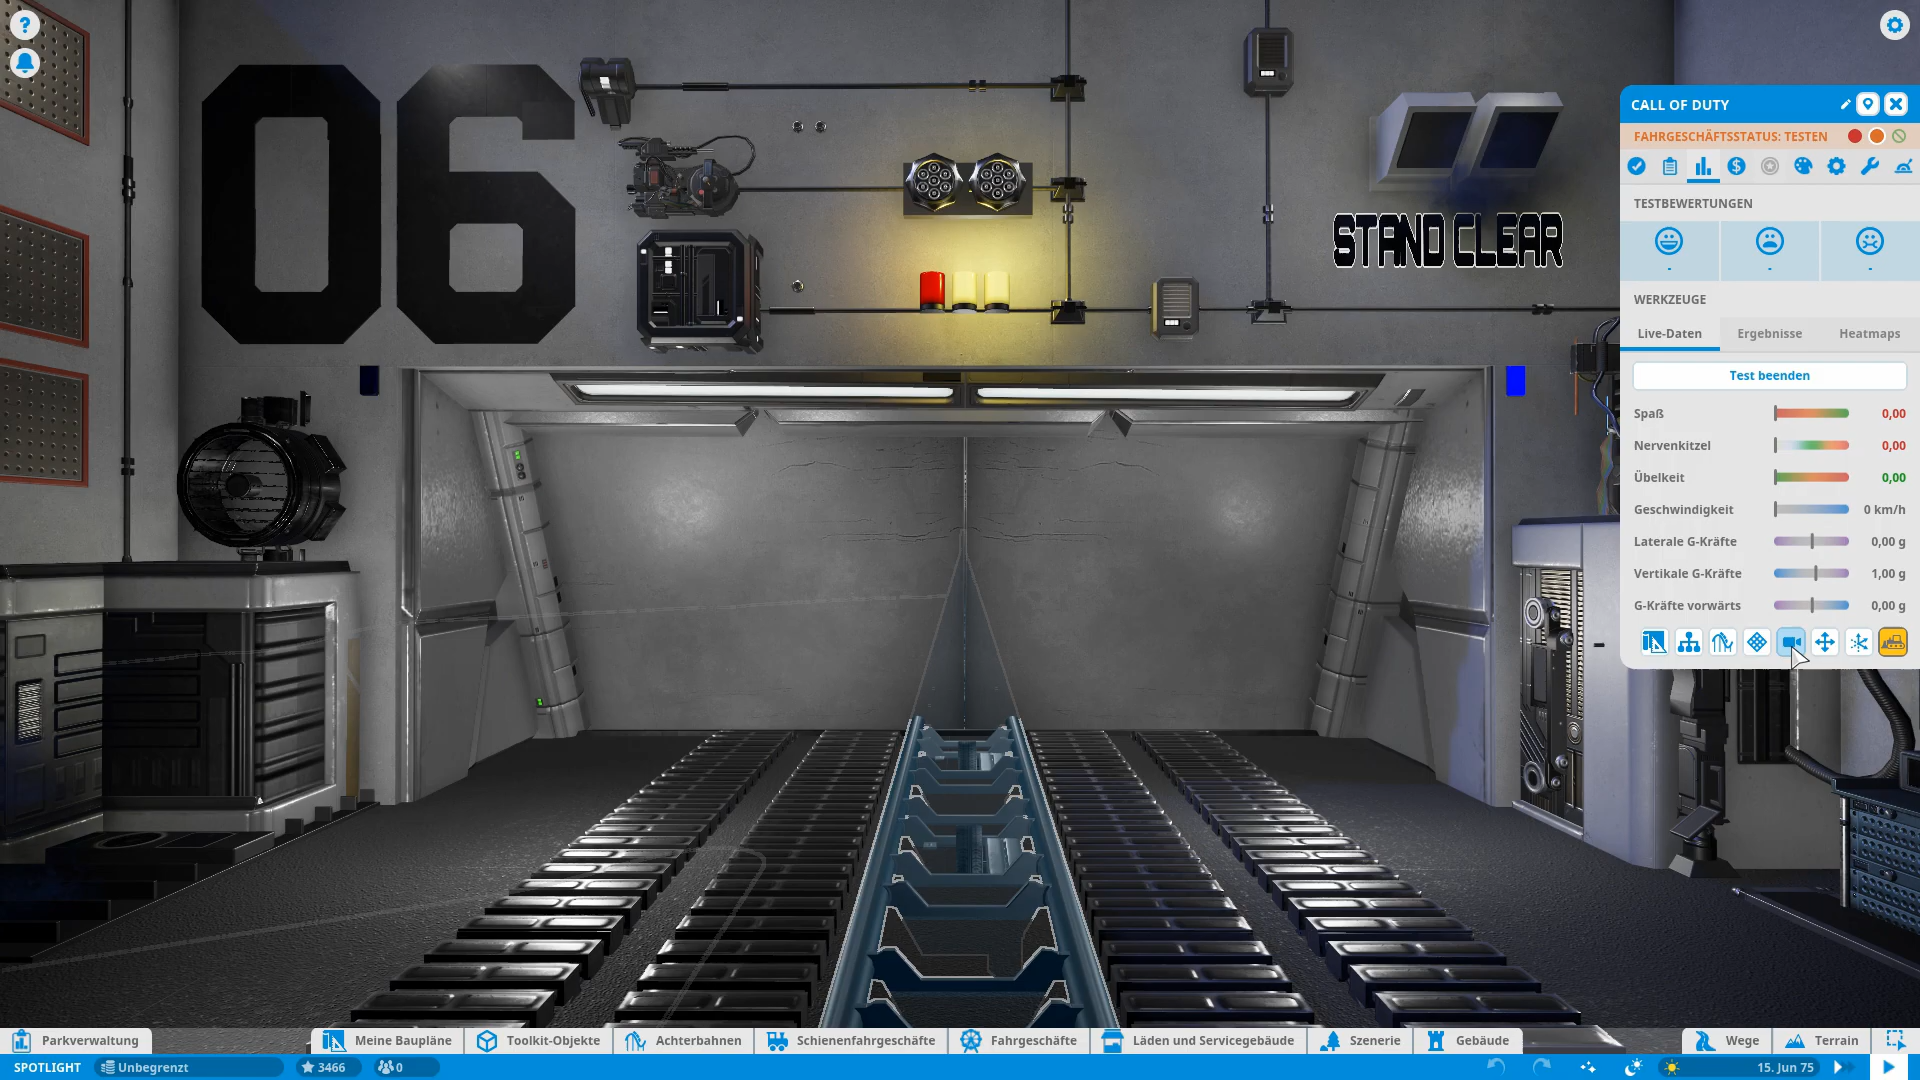 06
STAND CLEAR
CALL OF DUTY
FAHRGESCHÄFTSSTATUS: TESTEN
TESTBEWERTUNGEN
- - -
WERKZEUGE
Live-Daten Ergebnisse Heatmaps
Test beenden
Spaß 0,00
Nervenkitzel 0,00
Übelkeit 0,00
Geschwindigkeit 0 km/h
Laterale G-Kräfte 0,00 g
Vertikale G-Kräfte 1,00 g
G-Kräfte vorwärts 0,00 g
Parkverwaltung Meine Baupläne Toolkit-Objekte Achterbahnen Schienenfahrgeschäfte Fahrgeschäfte Läden und Servicegebäude Szenerie Gebäude Wege Terrain
SPOTLIGHT Unbegrenzt 3466 0 15. Jun 75